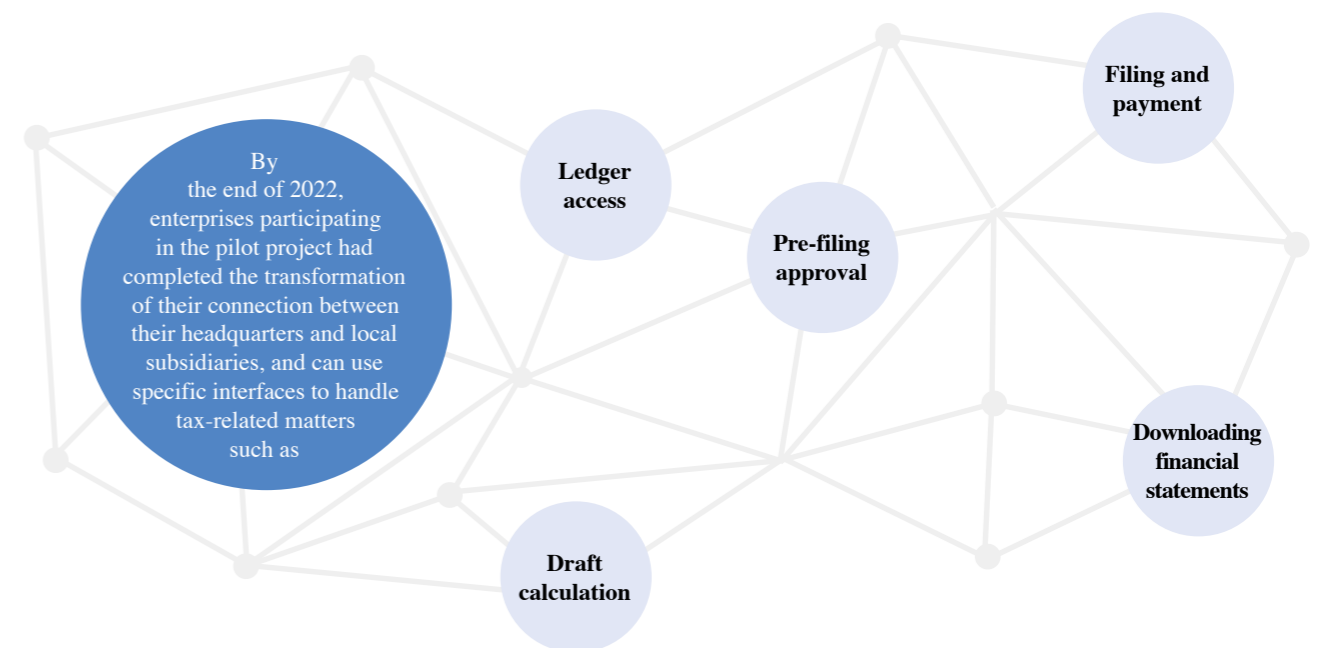 By
the end of 2022,
enterprises participating
in the pilot project had
completed the transformation
of their connection between
their headquarters and local
subsidiaries, and can use
specific interfaces to handle
tax-related matters
such as
Ledger
access
Draft
calculation
Pre-filing
approval
Filing and
payment
Downloading
financial
statements